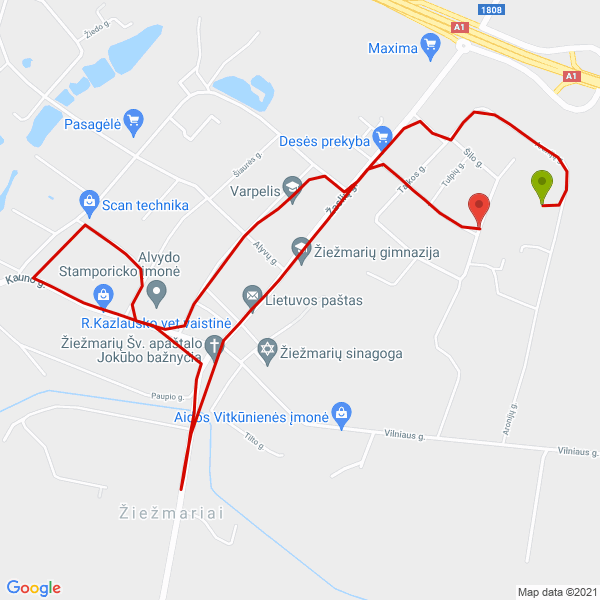 1808
A1
Žiedo g.
Maxima
A1
Pasagėlė
Desės prekyba
Aronijų g.
Šilo g.
Šiaurės g.
Taikos g.
Tulpių g.
Varpelis
Žaslių g.
Scan technika
Alyvų g.
Žiežmarių gimnazija
Alvydo
Stamporicko įmonė
Kauno g.
Lietuvos paštas
R.Kazlausko vet.vaistinė
Žiežmarių Šv. apaštalo
Jokūbo bažnyčia
Žiežmarių sinagoga
Paupio g.
Aidos Vitkūnienės įmonė
Aronijų g.
Tilto g.
Vilniaus g.
Vilniaus g.
Žiežmariai
Google
Map data ©2021